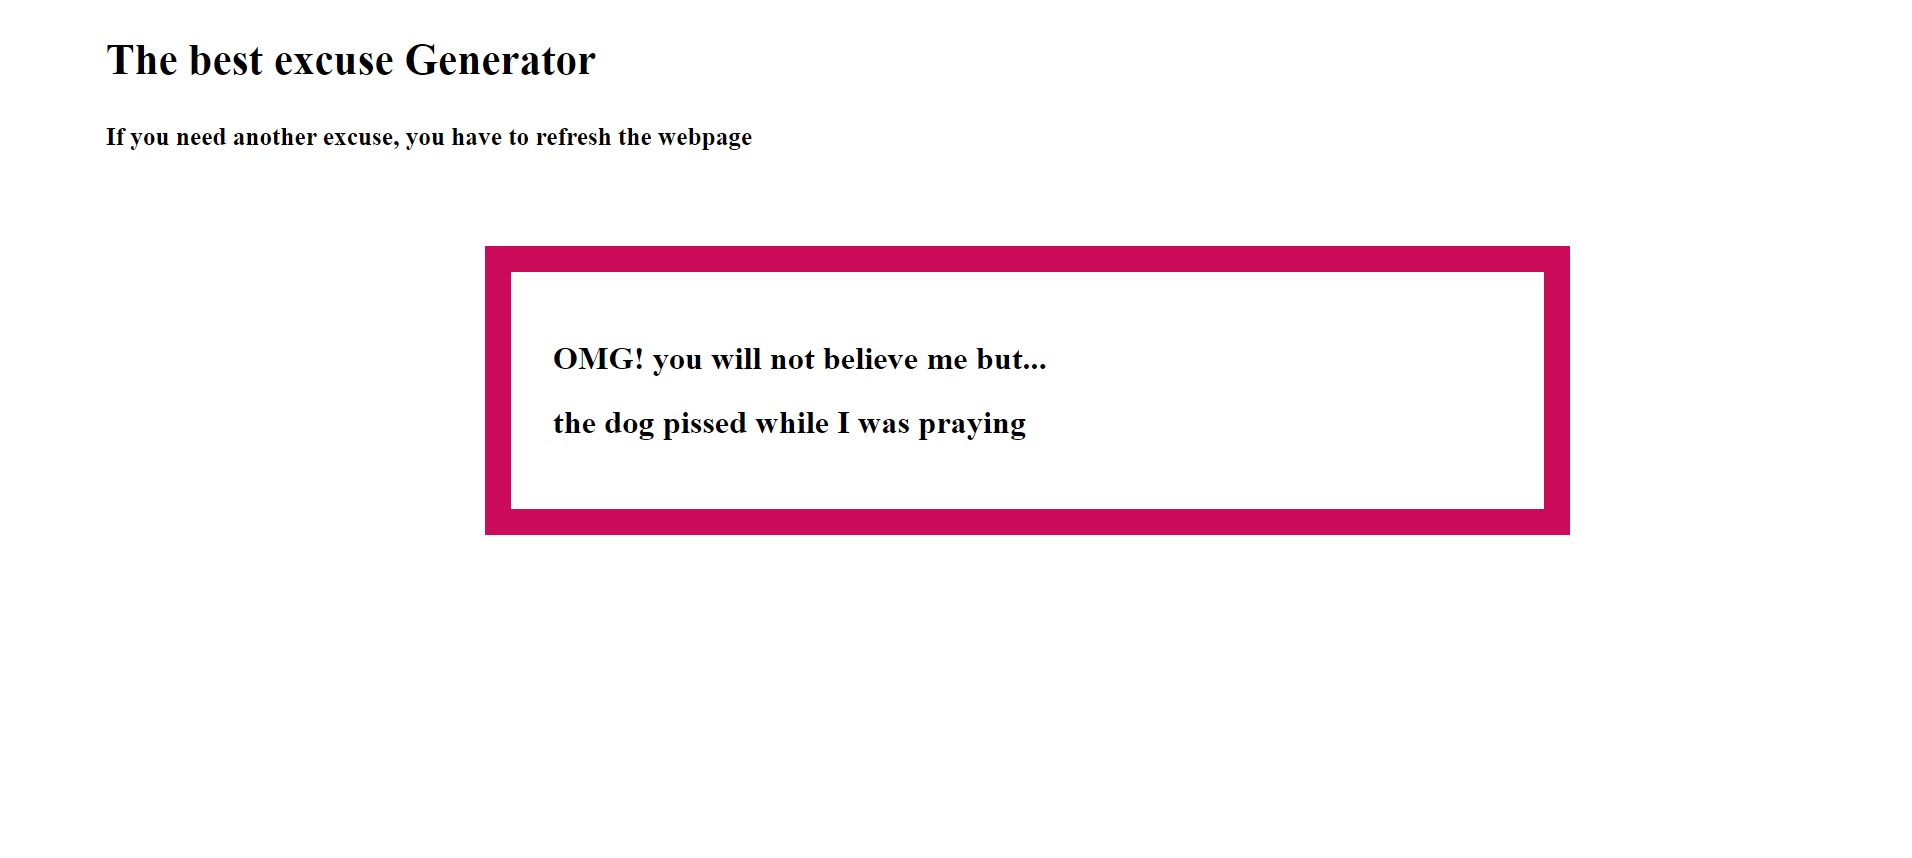 The best excuse Generator
If you need another excuse, you have to refresh the webpage
OMG! you will not believe me but...
the dog pissed while I was praying